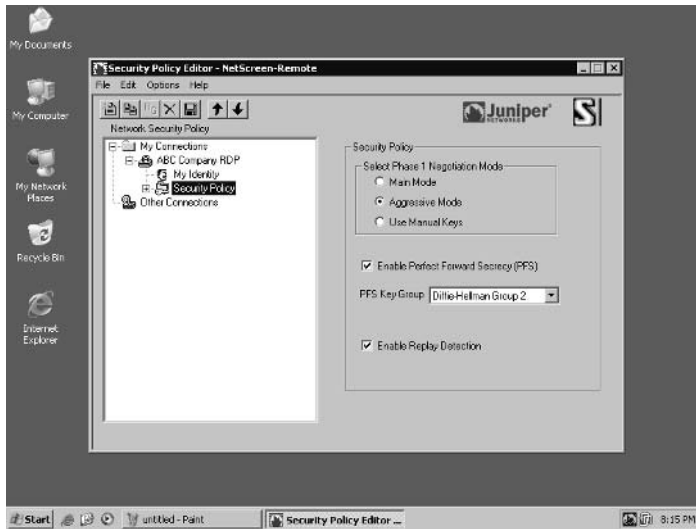 My Documents
My Computer
My Network
Places
Recycle Bin
Internet
Explorer
Security Policy Editor - NetScreen-Remote
File Edit Options Help
Juniper
NETWORKS
Network Security Policy
My Connections
ABC Company RDP
My Identity
Security Policy
Other Connections
Security Policy
Select Phase 1 Negotiation Mode
Main Mode
Aggressive Mode
Use Manual Keys
Enable Perfect Forward Secrecy (PFS)
PFS Key Group Diffie-Hellman Group 2
Enable Replay Detection
Start untitled - Paint Security Policy Editor ... 8:15 PM